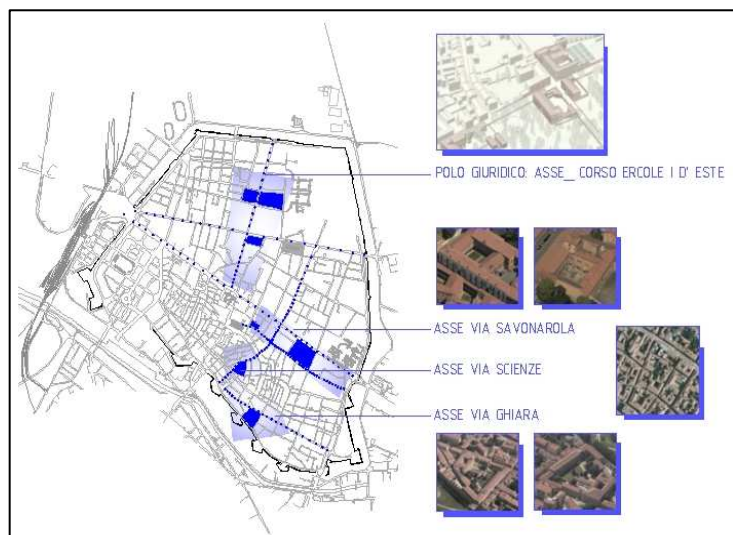 POLO GIURIDICO: ASSE_ CORSO ERCOLE I D' ESTE
ASSE VIA SAVONAROLA
ASSE VIA SCIENZE
ASSE VIA GHIARA